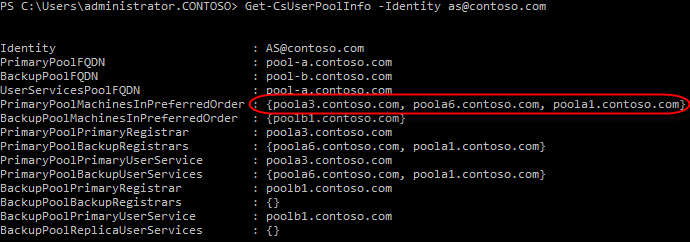 PS C:\Users\administrator.CONTOSO> Get-CsUserPoolInfo -Identity as@contoso.com
Identity : AS@contoso.com
PrimaryPoolFQDN : pool-a.contoso.com
BackupPoolFQDN : pool-b.contoso.com
UserServicesPoolFQDN : pool-a.contoso.com
PrimaryPoolMachinesInPreferredOrder : {poola3.contoso.com, poola6.contoso.com, poola1.contoso.com}
BackupPoolMachinesInPreferredOrder : {poolb1.contoso.com}
PrimaryPoolPrimaryRegistrar : poola3.contoso.com
PrimaryPoolBackupRegistrars : {poola6.contoso.com, poola1.contoso.com}
PrimaryPoolPrimaryUserService : poola3.contoso.com
PrimaryPoolBackupUserServices : {poola6.contoso.com, poola1.contoso.com}
BackupPoolPrimaryRegistrar : poolb1.contoso.com
BackupPoolBackupRegistrars : {}
BackupPoolPrimaryUserService : poolb1.contoso.com
BackupPoolReplicaUserServices : {}